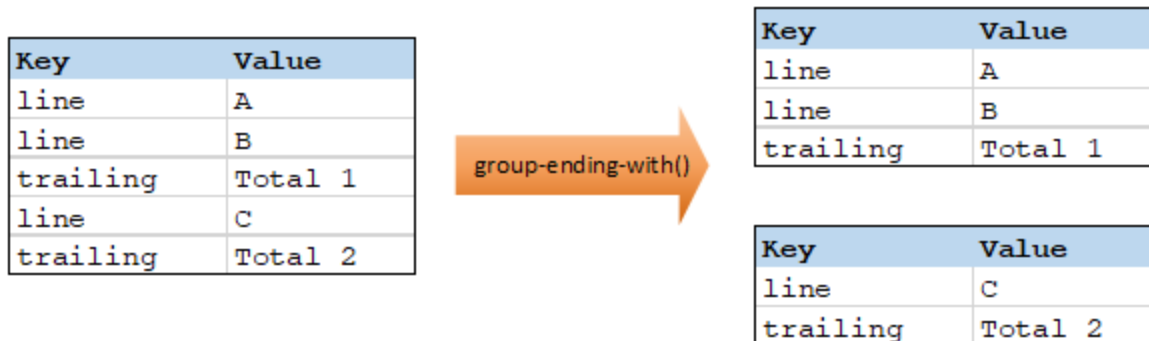 Key Value
line A
line B
trailing Total 1
line C
trailing Total 2
group-ending-with()
Key Value
line A
line B
trailing Total 1
Key Value
line C
trailing Total 2